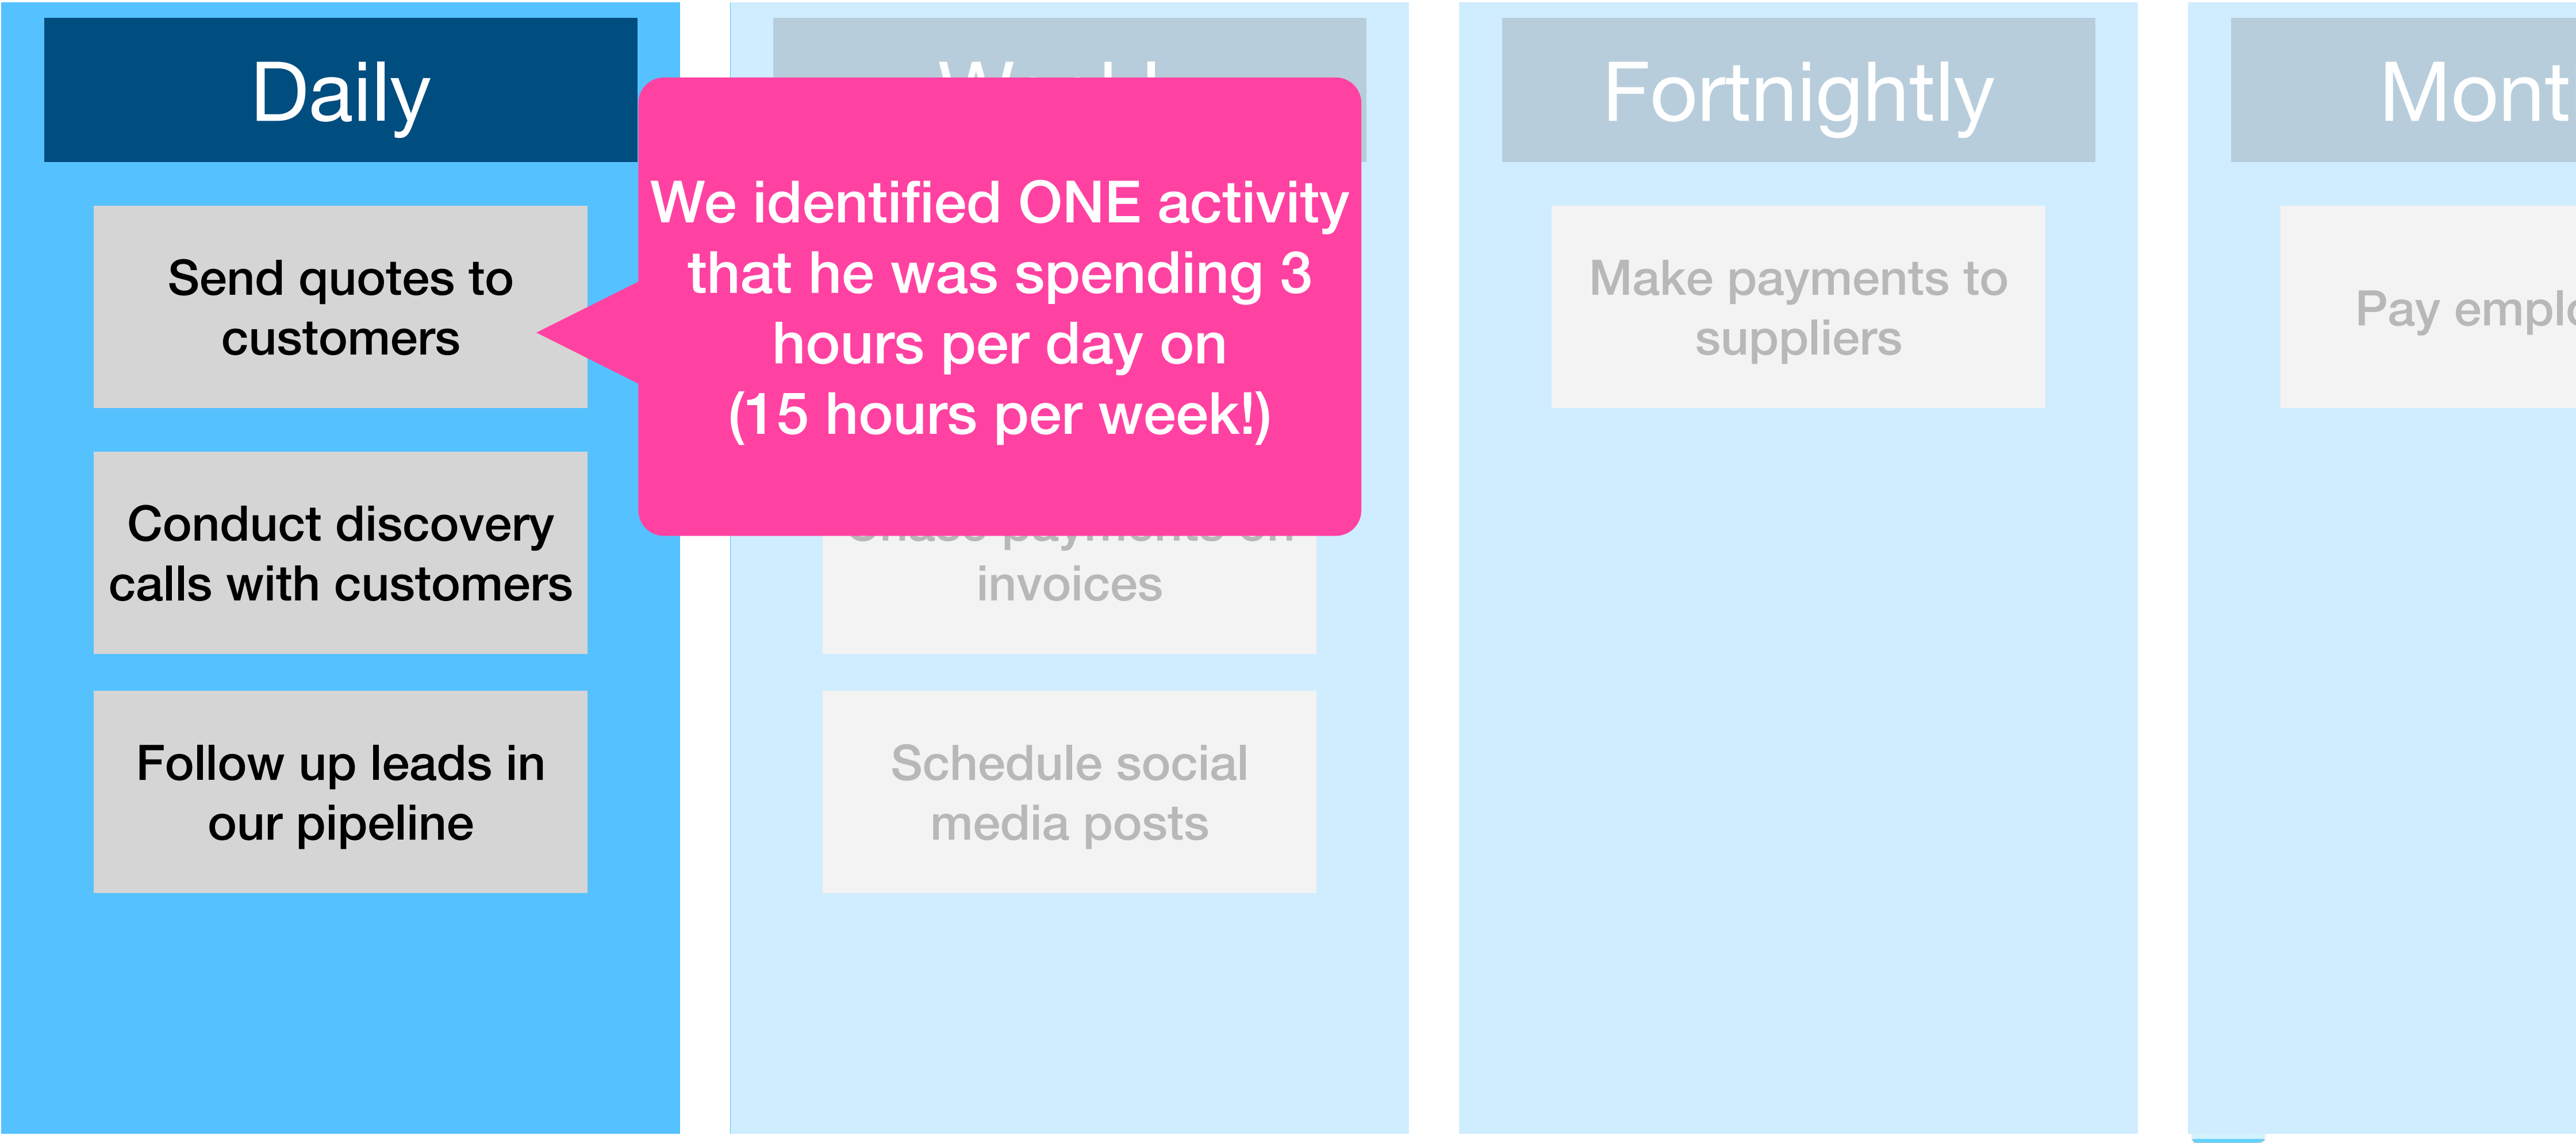 Daily
Send quotes to
customers
Conduct discovery
calls with customers
Follow up leads in
our pipeline
We identified ONE activity
that he was spending 3
hours per day on
(15 hours per week!)
payments on
invoices
Schedule social
media posts
Fortnightly
Make payments to
suppliers
Pay